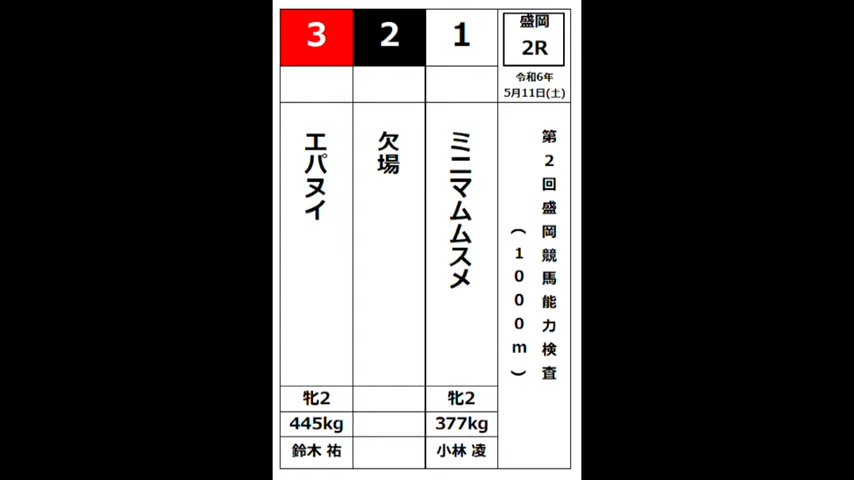 盛岡
2R
令和6年
5月11日(土)
第2回盛岡競馬能力検査
(1000m)
1
ミニマムムスメ
牝2
377kg
小林 凌
2
欠場
3
エパヌイ
牝2
445kg
鈴木 祐